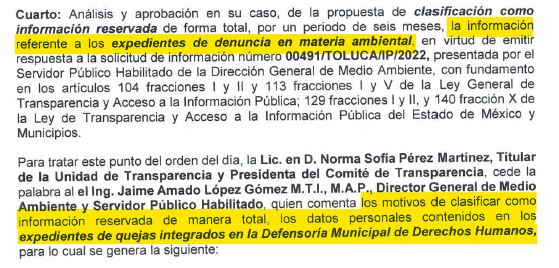 Cuarto: Análisis y aprobación en su caso, de la propuesta de clasificación como
información reservada de forma total, por un periodo de seis meses, la información
referente a los expedientes de denuncia en materia ambiental, en virtud de emitir
respuesta a la solicitud de información número 00491/TOLUCA/IP/2022, presentada por el
Servidor Público Habilitado de la Dirección General de Medio Ambiente, con fundamento
en los artículos 104 fracciones I y II y 113 fracciones I y V de la Ley General de
Transparencia y Acceso a la Información Pública; 129 fracciones I y II, y 140 fracción X de
la Ley de Transparencia y Acceso a la Información Pública del Estado de México y
Municipios.
Para tratar este punto del orden del día, la Lic. en D. Norma Sofía Pérez Martínez, Titular
de la Unidad de Transparencia y Presidenta del Comité de Transparencia, cede la
palabra al el Ing. Jaime Amado López Gómez M.T.I., M.A.P., Director General de Medio
Ambiente y Servidor Público Habilitado, quien comenta los motivos de clasificar como
información reservada de manera total, los datos personales contenidos en los
expedientes de quejas integrados en la Defensoría Municipal de Derechos Humanos,
para lo cual se genera la siguiente: